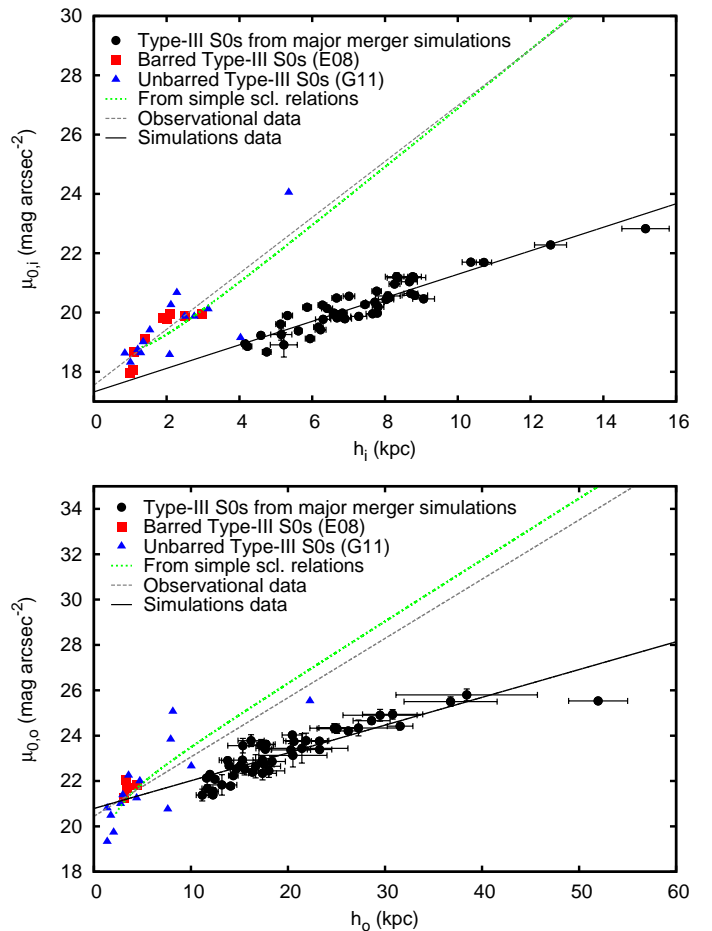 30
28
26
24
22
20
18
μ0,i (mag arcsec-2)
Type-III S0s from major merger simulations
Barred Type-III S0s (E08)
Unbarred Type-III S0s (G11)
From simple scl. relations
Observational data
Simulations data
0 2 4 6 8 10 12 14 16
hi (kpc)
34
32
30
28
26
24
22
20
18
μ0,o (mag arcsec-2)
Type-III S0s from major merger simulations
Barred Type-III S0s (E08)
Unbarred Type-III S0s (G11)
From simple scl. relations
Observational data
Simulations data
0 10 20 30 40 50 60
ho (kpc)